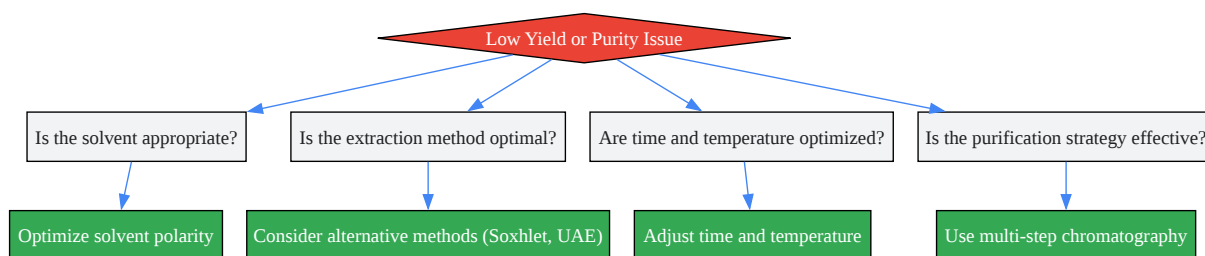 Low Yield or Purity Issue
Is the solvent appropriate?
Is the extraction method optimal?
Are time and temperature optimized?
Is the purification strategy effective?
Optimize solvent polarity
Consider alternative methods (Soxhlet, UAE)
Adjust time and temperature
Use multi-step chromatography